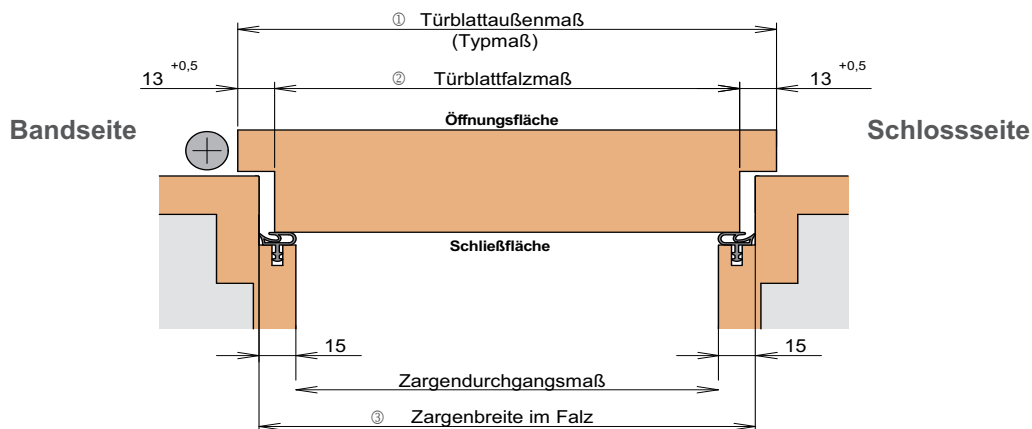 ① Türblattaußenmaß
(Typmaß)
13 +0,5
② Türblattfalzmaß
13 +0,5
Bandseite
Öffnungsfläche
Schlossseite
Schließfläche
15
15
Zargendurchgangsmaß
③ Zargenbreite im Falz